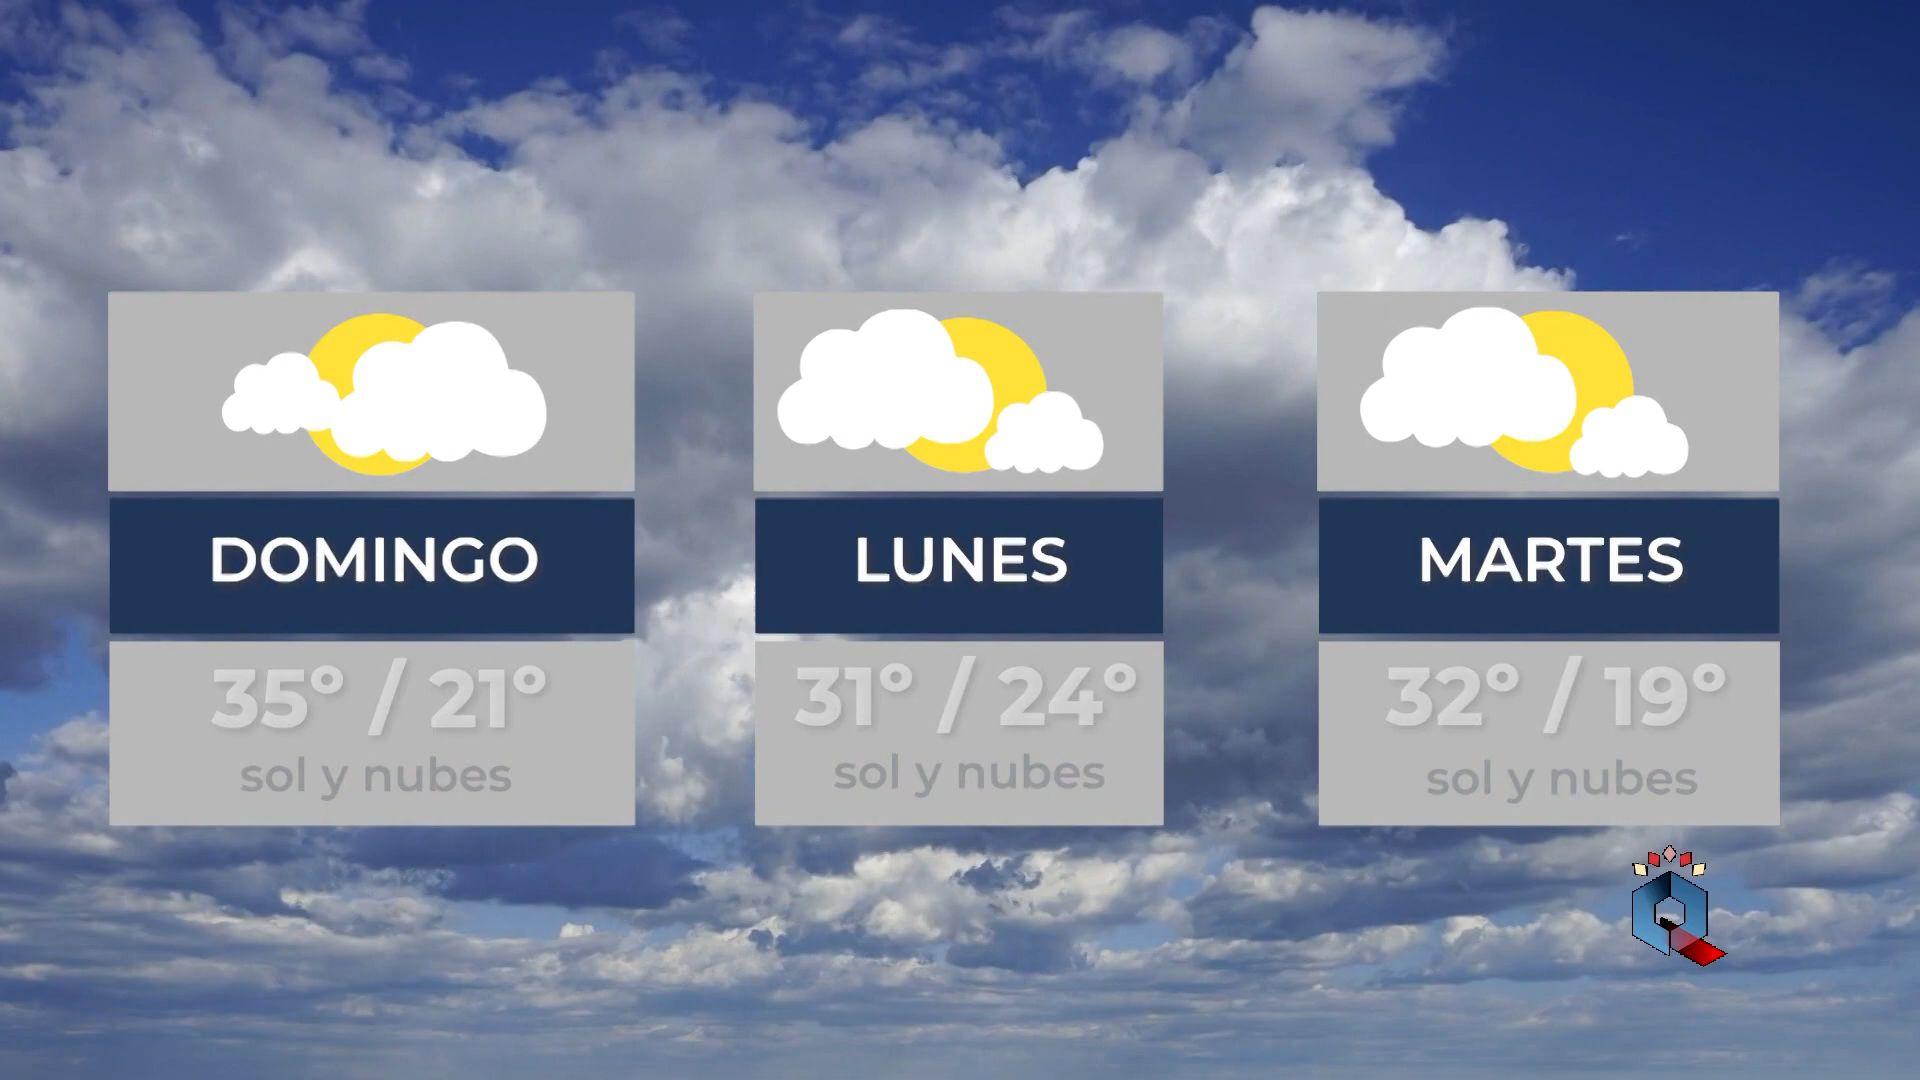 DOMINGO
35° / 21°
sol y nubes
LUNES
31° / 24°
sol y nubes
MARTES
32° / 19°
sol y nubes